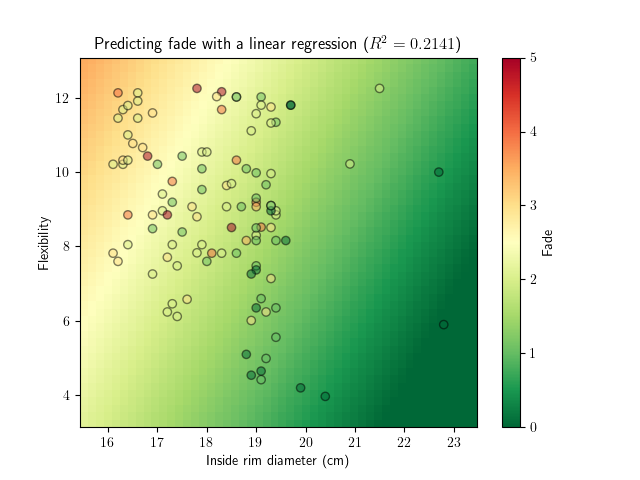 Predicting fade with a linear regression (R² = 0.2141)
Flexibility
12
10
8
6
4
16 17 18 19 20 21 22 23
Inside rim diameter (cm)
5
4
3
2
1
0
Fade